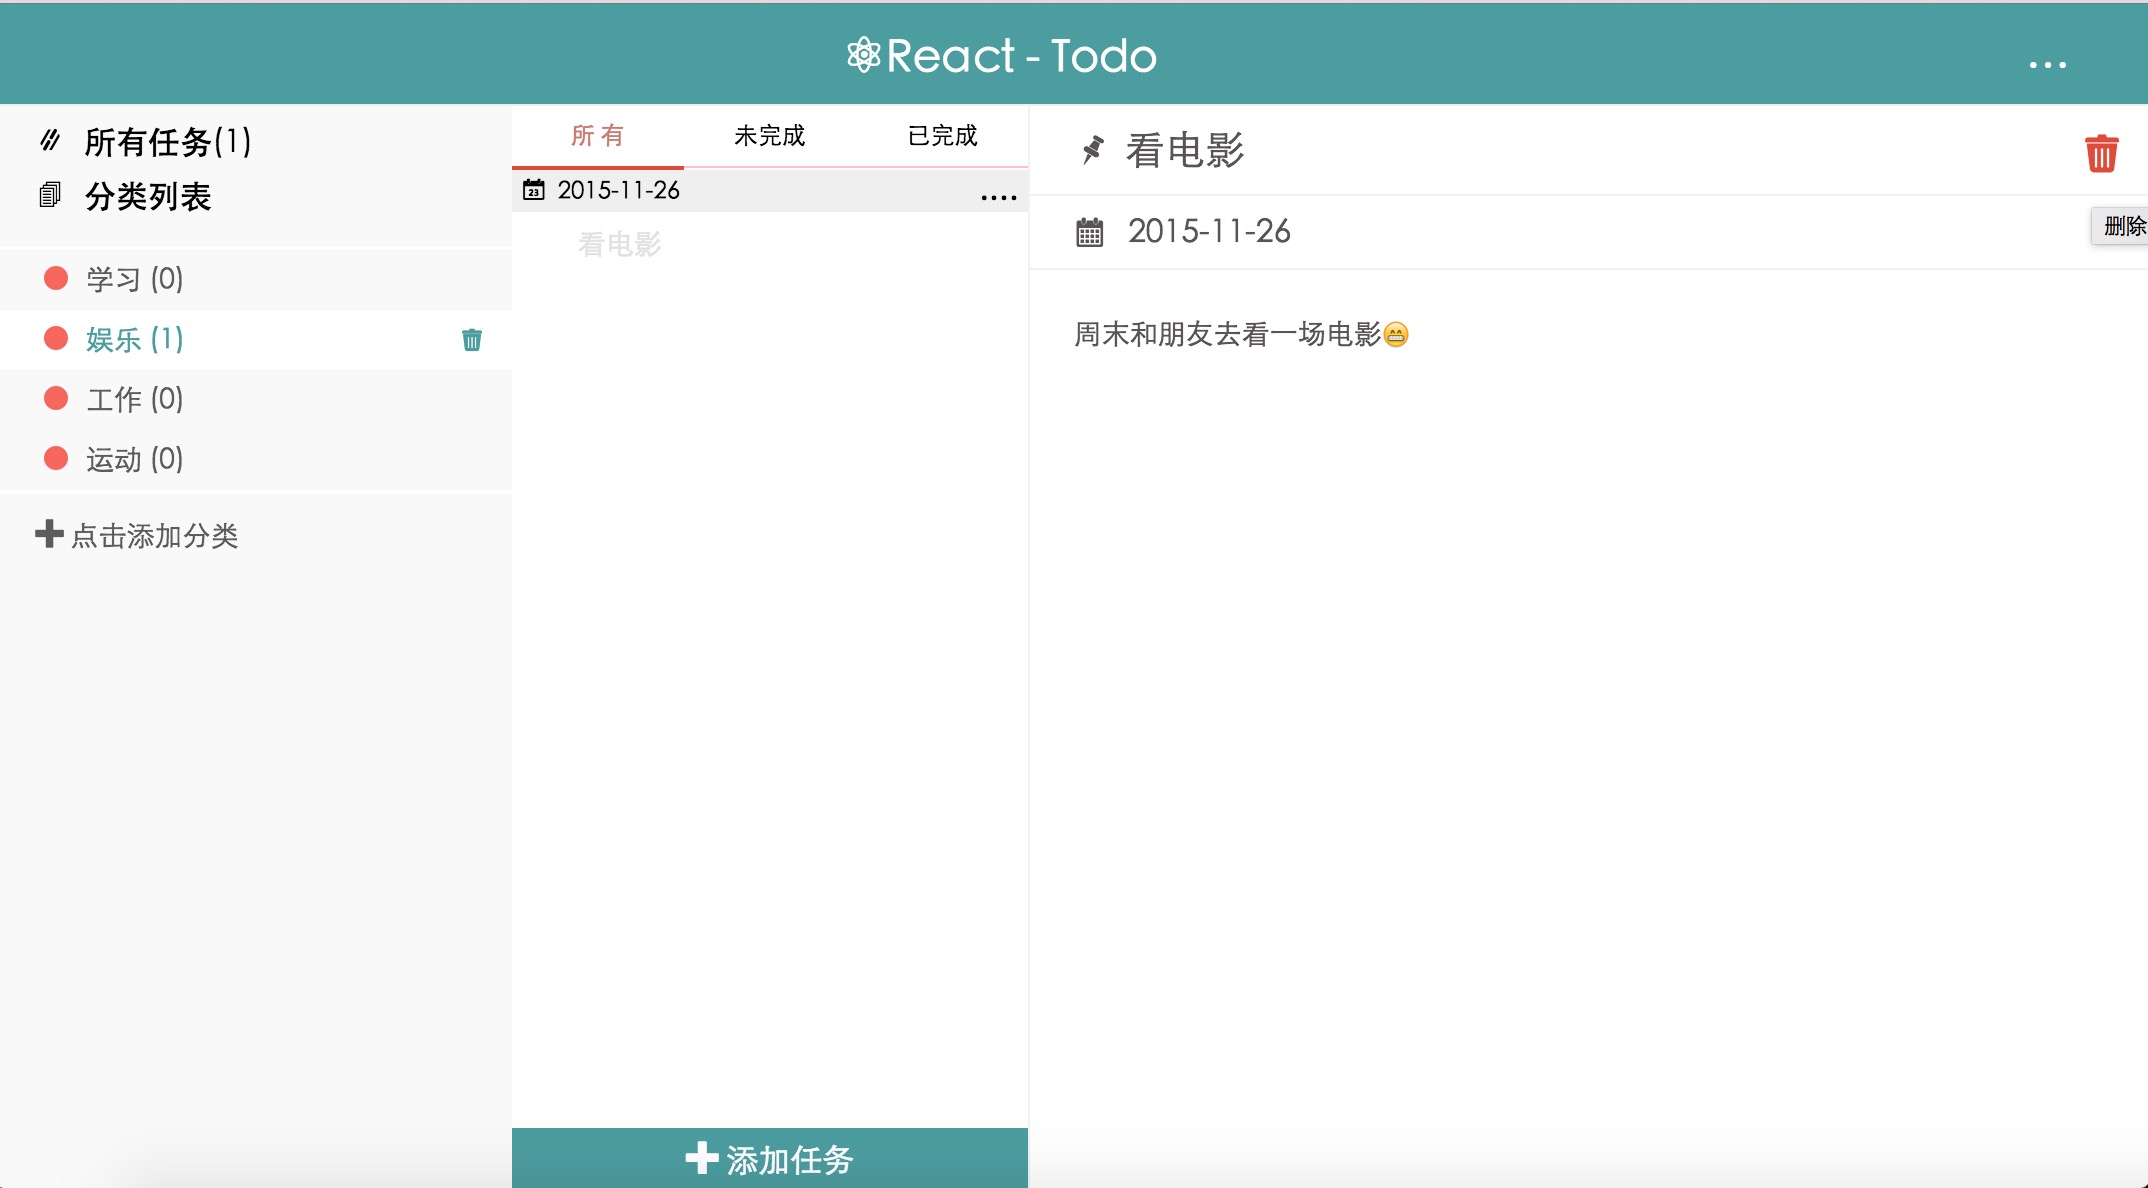 React - Todo
...
所有任务(1)
分类列表
学习 (0)
娱乐 (1)
工作 (0)
运动 (0)
点击添加分类
所 有
未完成
已完成
23
2015-11-26
....
看电影
添加任务
看电影
2015-11-26
删除
周末和朋友去看一场电影😁